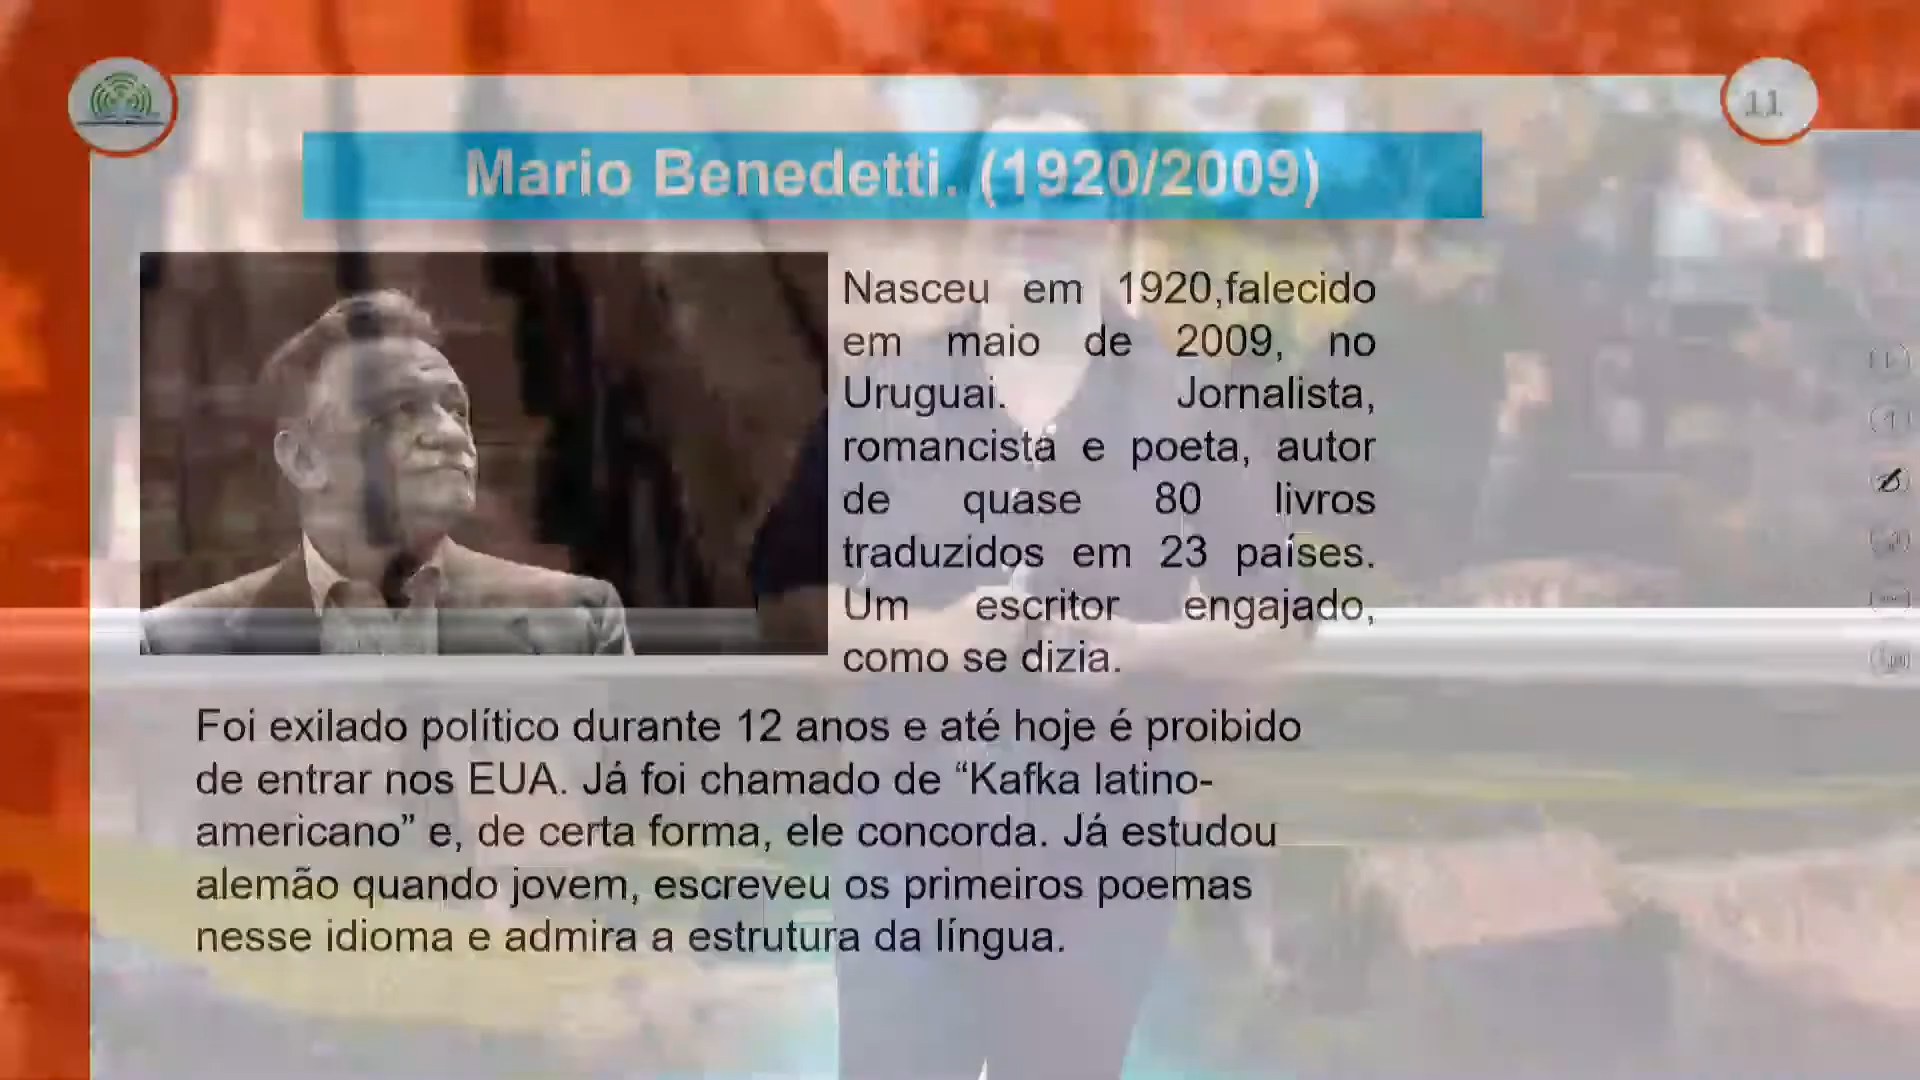 11
Mario Benedetti. (1920/2009)
Nasceu em 1920,falecido
em maio de 2009, no
Uruguai. Jornalista,
romancista e poeta, autor
de quase 80 livros
traduzidos em 23 países.
Um escritor engajado,
como se dizia.
Foi exilado político durante 12 anos e até hoje é proibido
de entrar nos EUA. Já foi chamado de “Kafka latino-
americano” e, de certa forma, ele concorda. Já estudou
alemão quando jovem, escreveu os primeiros poemas
nesse idioma e admira a estrutura da língua.